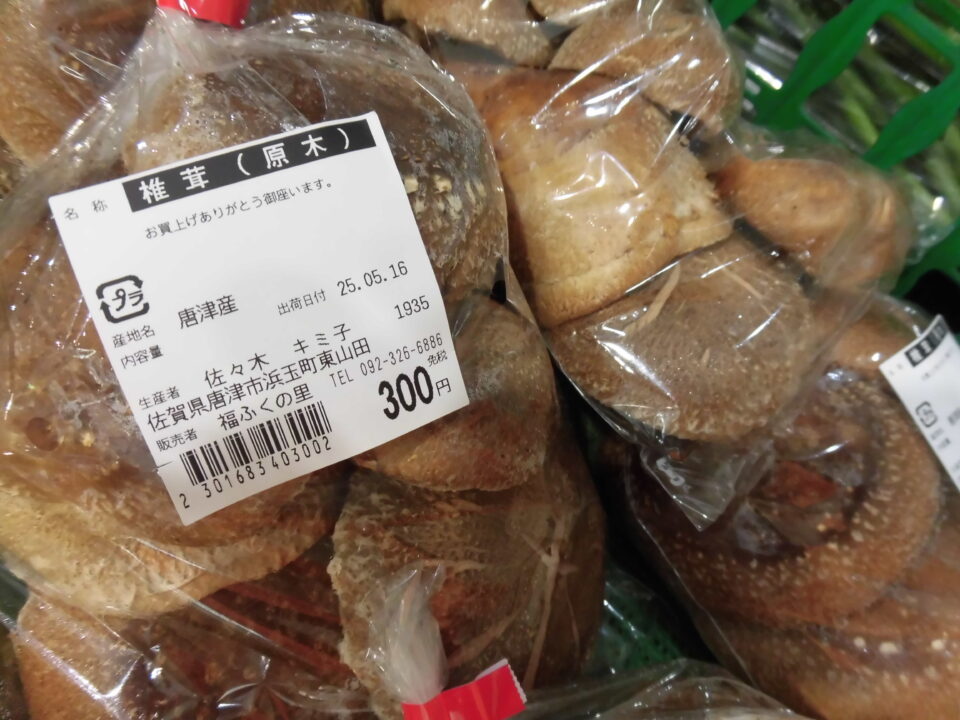 名称 椎茸(原木)
お買上げありがとう御座います。
プラ
産地名 唐津産 出荷日付 25.05.16
内容量 1935
生産者 佐々木 キミ子
佐賀県唐津市浜玉町東山田
TEL 092-326-6886
販売者 福ふくの里 免税
300円
2 301683 403002